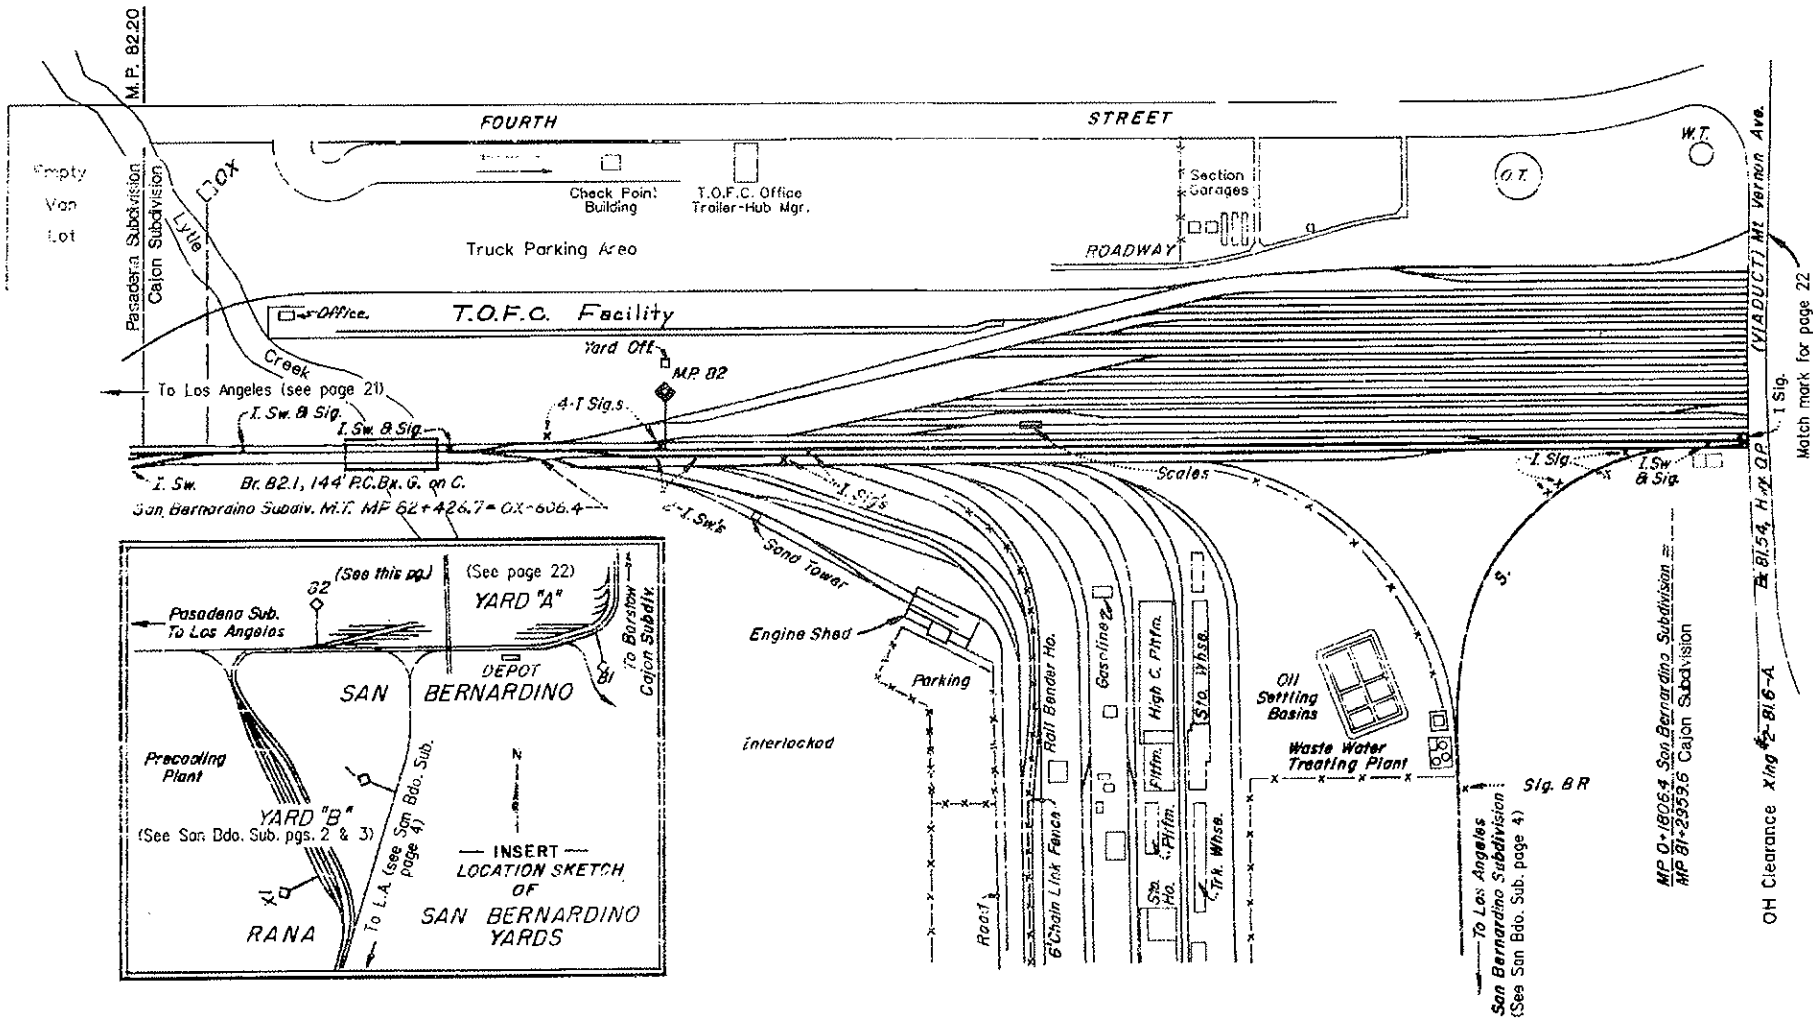 M.P. 82.20
FOURTH STREET
Empty
Van
Lot
Pasadena Subdivision
Cajon Subdivision
OX
Lytle
Creek
Check Point
Building
T.O.F.C. Office
Trailer-Hub Mgr.
Truck Parking Area
Section
Garages
ROADWAY
O.T.
W.T.
(VIADUCT) Mt. Vernon Ave.
Match mark for page 22
Office
T.O.F.C. Facility
Yard Off.
M.P. 82
To Los Angeles (see page 21)
I. Sw. & Sig.
I. Sw. & Sig.
4-I Sig.s
I Sig.
I. Sw.
Br. 82.1, 144' P.C.Bx. G. on C.
San Bernardino Subdiv. M.T. MP 82+426.7=OX-606.4
2-I. Sw.'s
I. Sig's
Scales
I. Sig.
I. Sw
& Sig.
Sand Tower
Engine Shed
Parking
Interlocked
Road
6' Chain Link Fence
Rail Bender Ho.
Gasoline
High C. Pltfm.
Pltfm.
Sto. Whse.
Sto.
Ho.
Pltfm.
Trk. Whse.
Oil
Settling
Basins
Waste Water
Treating Plant
S.
Sig. 8 R
To Los Angeles
San Bernardino Subdivision
(See San Bdo. Sub. page 4)
MP 0+1806.4 San Bernardino Subdivision =
MP 81+2959.6 Cajon Subdivision
Br. 81.54, Hwy. O.P.
OH Clearance Xing #2-81.6-A
(See this pg.)
(See page 22)
82
YARD "A"
Pasadena Sub.
To Los Angeles
To Barstow
Cajon Subdiv.
DEPOT
81
SAN BERNARDINO
Precooling
Plant
N
1
YARD "B"
(See San Bdo. Sub. pgs. 2 & 3)
To L.A. (see San Bdo. Sub.
page 4)
RANA
INSERT
LOCATION SKETCH
OF
SAN BERNARDINO
YARDS